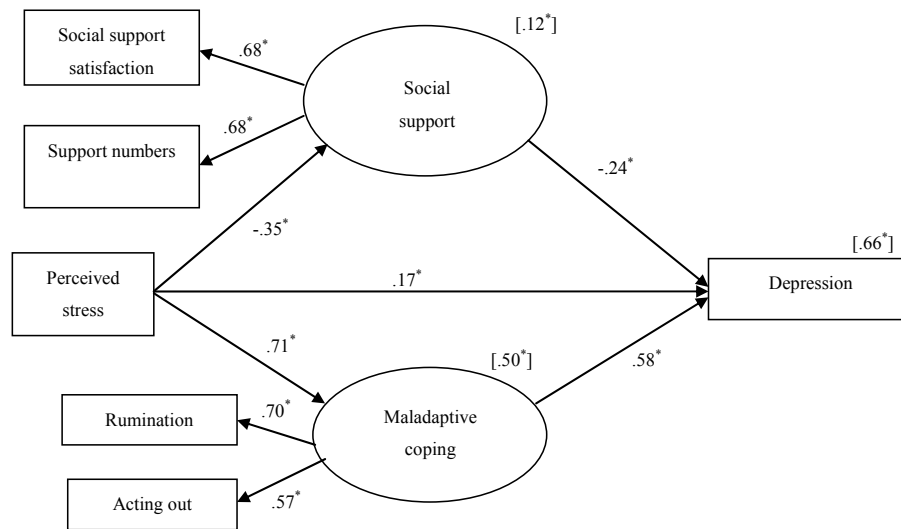 Social support
satisfaction
.68*
[.12*]
Social
support
Support numbers
.68*
-.24*
-.35*
[.66*]
Perceived
stress
.17*
Depression
.71*
[.50*]
.58*
Rumination
.70*
Maladaptive
coping
Acting out
.57*